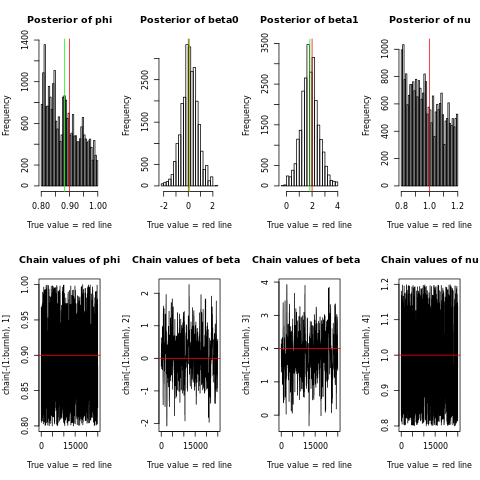 Posterior of phi
Posterior of beta0
Posterior of beta1
Posterior of nu
Frequency
0 200 600 1000 1400
0.80 0.90 1.00
True value = red line
Frequency
0 500 1500 2500
-2 0 2
True value = red line
Frequency
0 500 1500 2500 3500
0 2 4
True value = red line
Frequency
0 200 400 600 800 1000
0.8 1.0 1.2
True value = red line
Chain values of phi
Chain values of beta
Chain values of beta
Chain values of nu
chain[-(1:burnIn), 1]
0.80 0.85 0.90 0.95 1.00
0 15000
True value = red line
chain[-(1:burnIn), 2]
-2 -1 0 1 2
0 15000
True value = red line
chain[-(1:burnIn), 3]
0 1 2 3 4
0 15000
True value = red line
chain[-(1:burnIn), 4]
0.8 0.9 1.0 1.1 1.2
0 15000
True value = red line